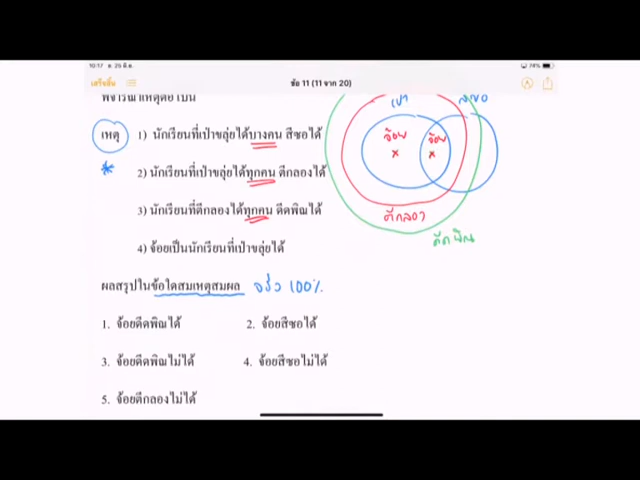 10:17 อ. 25 มี.ค.
74%
เสร็จสิ้น
ข้อ 11 (11 จาก 20)
พิจารณาเหตุต่อไปนี้
เป่า
สีซอ
เหตุ 1) นักเรียนที่เป่าขลุ่ยได้บางคน สีซอได้
จ้อย จ้อย
2) นักเรียนที่เป่าขลุ่ยได้ทุกคน ตีกลองได้
3) นักเรียนที่ตีกลองได้ทุกคน ดีดพิณได้
ตีกลอง
ดีดพิณ
4) จ้อยเป็นนักเรียนที่เป่าขลุ่ยได้
ผลสรุปในข้อใดสมเหตุสมผล จริง 100%
1. จ้อยดีดพิณได้ 2. จ้อยสีซอได้
3. จ้อยดีดพิณไม่ได้ 4. จ้อยสีซอไม่ได้
5. จ้อยตีกลองไม่ได้